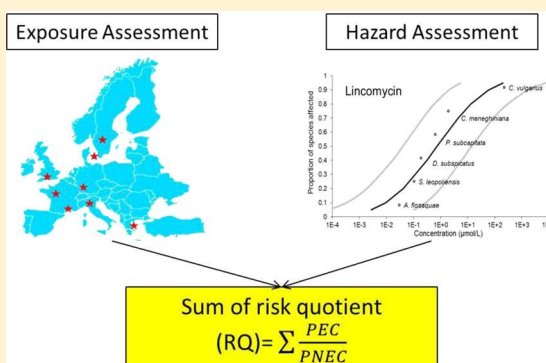 Exposure Assessment
Hazard Assessment
Lincomycin
Proportion of species affected
1
0.9
0.8
0.7
0.6
0.5
0.4
0.3
0.2
0.1
0
C. vulgarus
C. meneghiniana
P. subcapitata
D. subspicatus
S. leopoliensis
A. flosaquae
1E-4 1E-3 1E-2 1E-1 1E+0 1E+1 1E+2 1E+3
Concentration (µmol/L)
Sum of risk quotient
(RQ)= ∑ PEC
PNEC